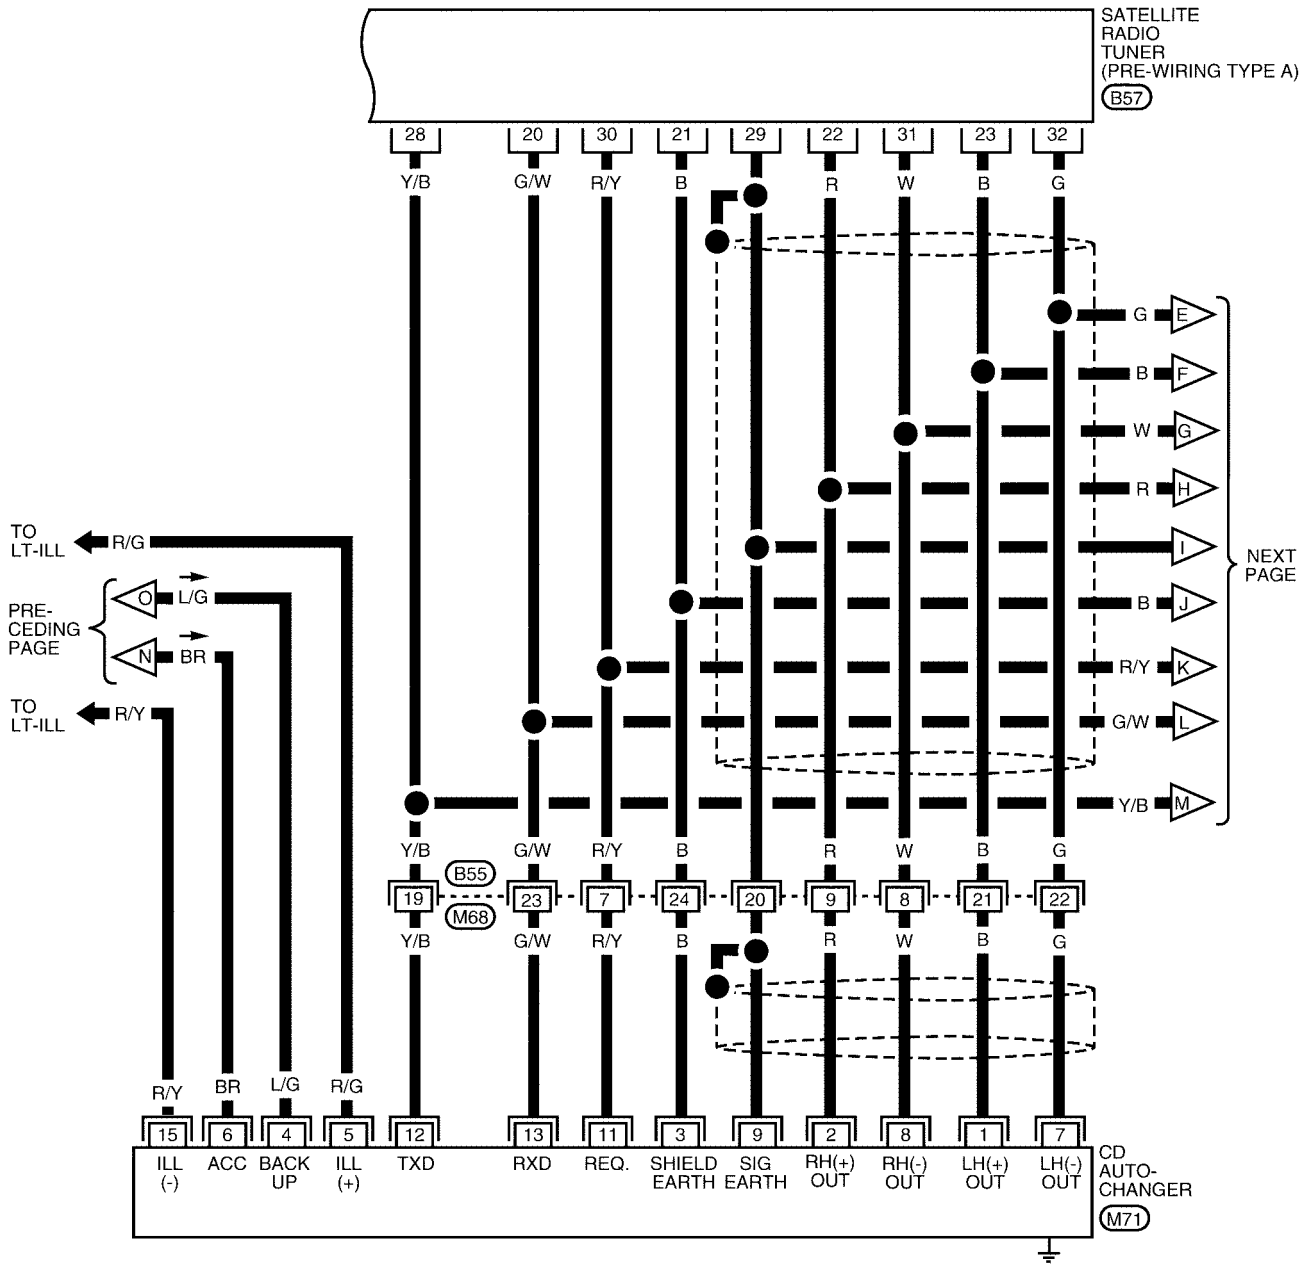 SATELLITE
RADIO
TUNER
(PRE-WIRING TYPE A)
B57
28 20 30 21 29 22 31 23 32
Y/B G/W R/Y B R W B G
G E
B F
W G
R H
I
B J
R/Y K
G/W L
Y/B M
NEXT
PAGE
TO
LT-ILL
R/G
PRE-
CEDING
PAGE
O L/G
N BR
TO
LT-ILL
R/Y
Y/B G/W R/Y B R W B G
B55
19 23 7 24 20 9 8 21 22
M68
Y/B G/W R/Y B R W B G
R/Y BR L/G R/G
15 6 4 5 12 13 11 3 9 2 8 1 7
ILL
(-)
ACC
BACK
UP
ILL
(+)
TXD
RXD
REQ.
SHIELD
EARTH
SIG
EARTH
RH(+)
OUT
RH(-)
OUT
LH(+)
OUT
LH(-)
OUT
CD
AUTO-
CHANGER
M71